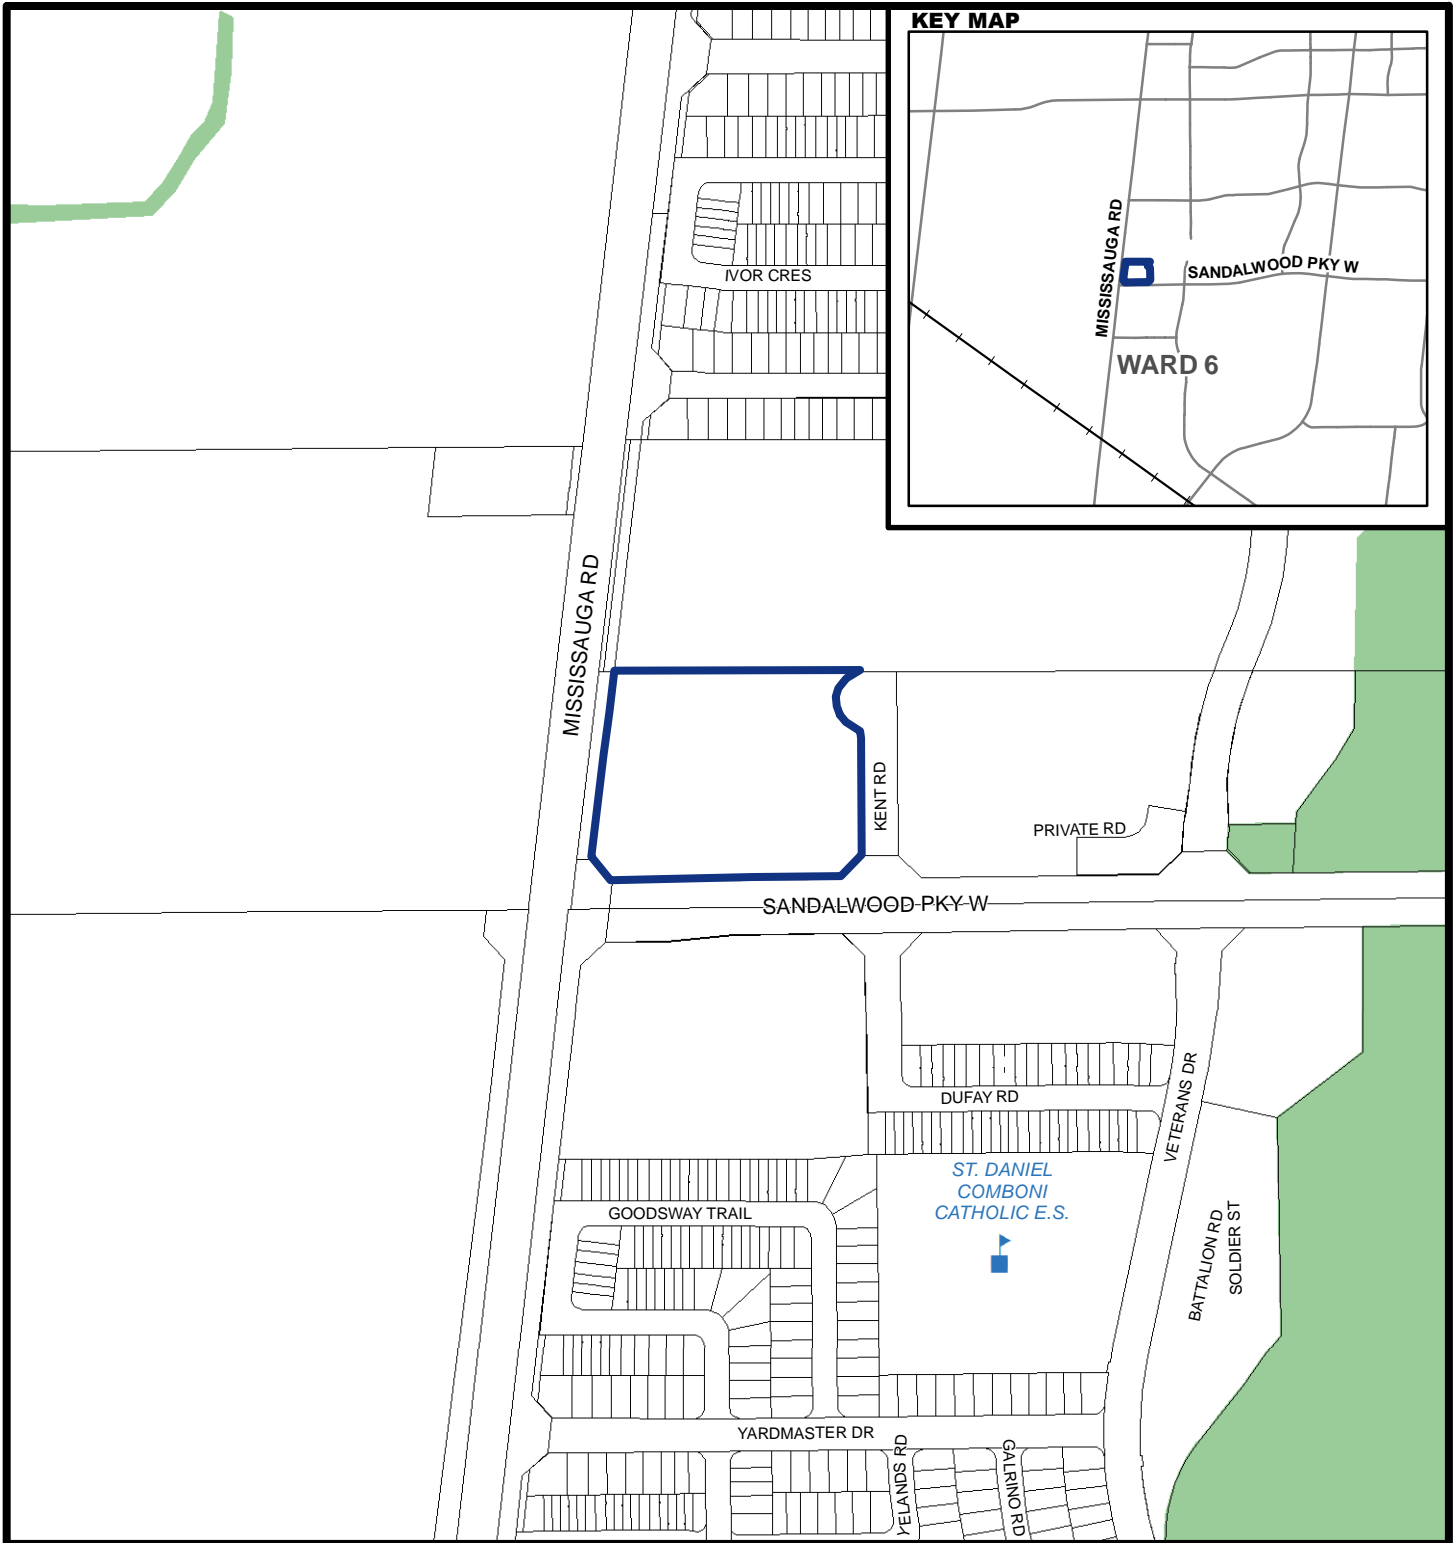 KEY MAP
MISSISSAUGA RD
SANDALWOOD PKY W
WARD 6
IVOR CRES
MISSISSAUGA RD
KENT RD
PRIVATE RD
SANDALWOOD PKY W
DUFAY RD
VETERANS DR
ST. DANIEL
COMBONI
CATHOLIC E.S.
GOODSWAY TRAIL
BATTALION RD
SOLDIER ST
YARDMASTER DR
YELANDS RD
GALRINO RD